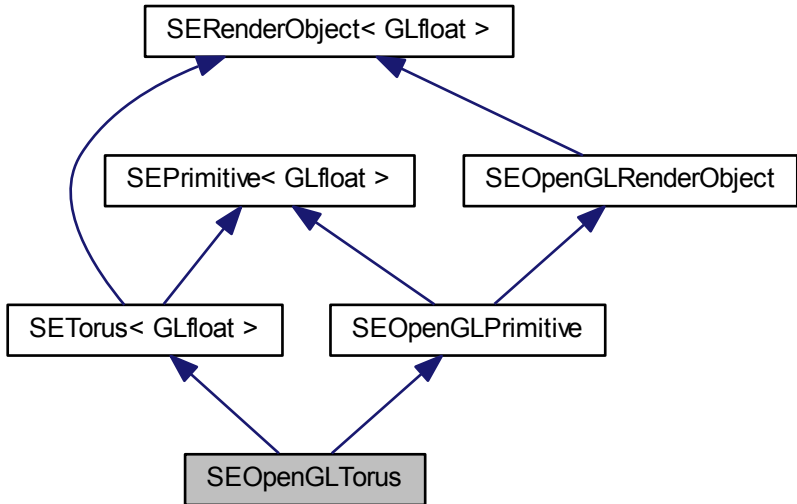 SERenderObject< GLfloat >
SEPrimitive< GLfloat >
SEOpenGLRenderObject
SETorus< GLfloat >
SEOpenGLPrimitive
SEOpenGLTorus